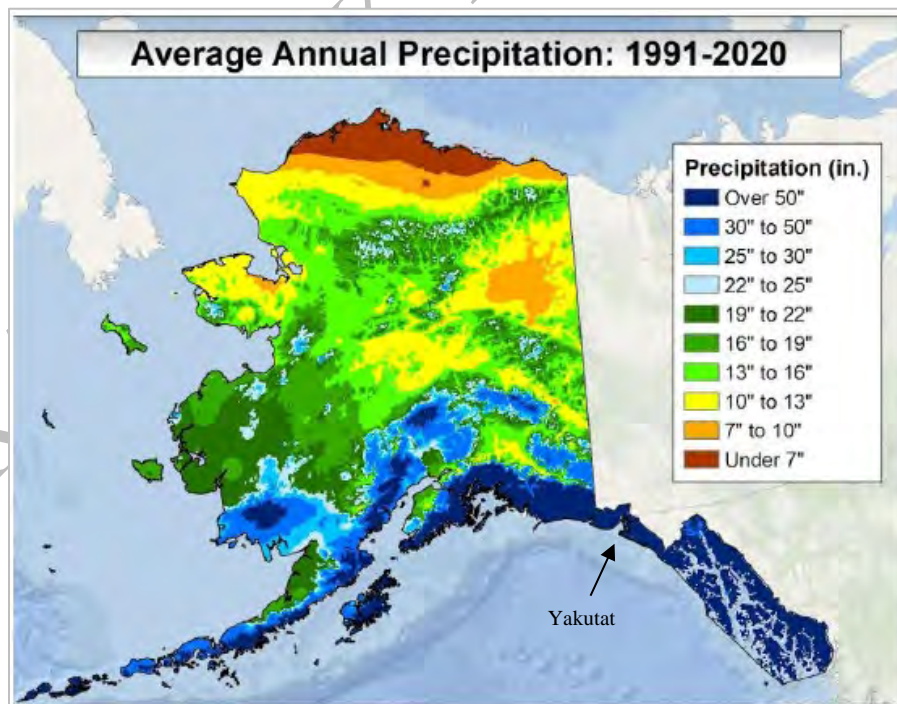 Average Annual Precipitation: 1991-2020
Precipitation (in.)
Over 50"
30" to 50"
25" to 30"
22" to 25"
19" to 22"
16" to 19"
13" to 16"
10" to 13"
7" to 10"
Under 7"
Yakutat